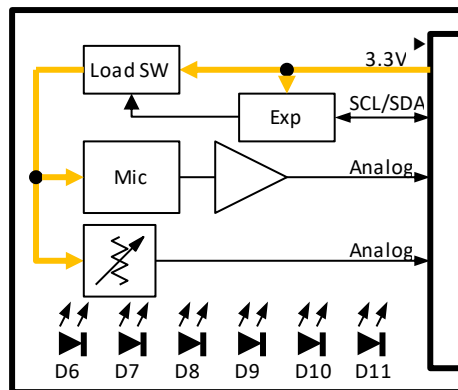 3.3V
Load SW
SCL/SDA
Exp
Mic
Analog
Analog
D6 D7 D8 D9 D10 D11